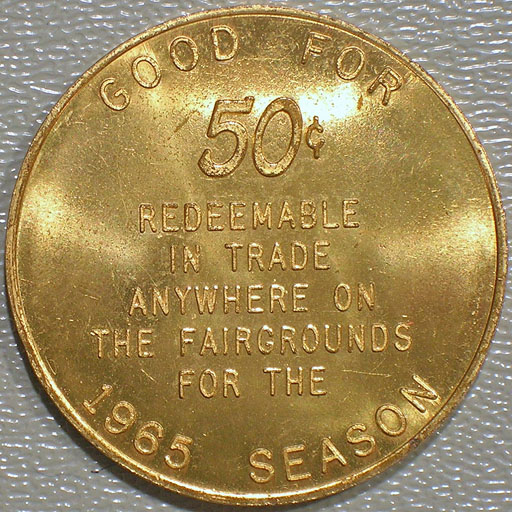 GOOD FOR
50¢
REDEEMABLE
IN TRADE
ANYWHERE ON
THE FAIRGROUNDS
FOR THE
1965 SEASON